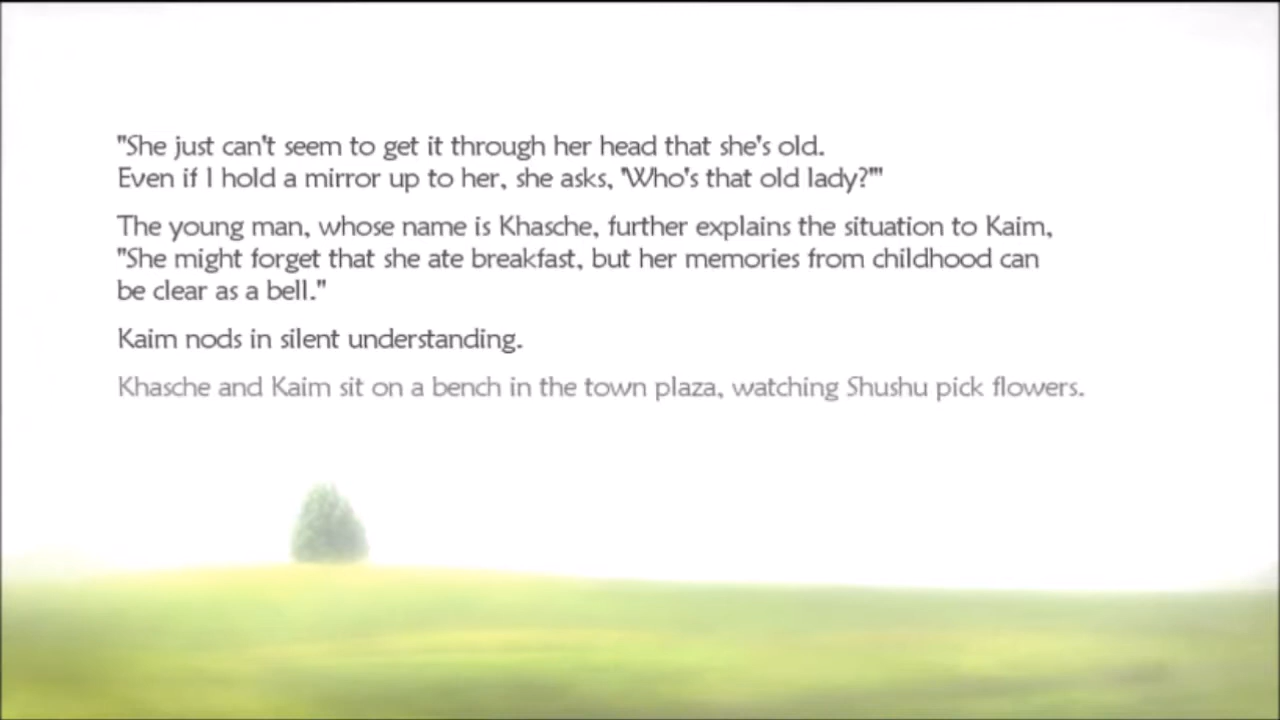 "She just can't seem to get it through her head that she's old.
Even if I hold a mirror up to her, she asks, 'Who's that old lady?'"
The young man, whose name is Khasche, further explains the situation to Kaim,
"She might forget that she ate breakfast, but her memories from childhood can
be clear as a bell."
Kaim nods in silent understanding.
Khasche and Kaim sit on a bench in the town plaza, watching Shushu pick flowers.